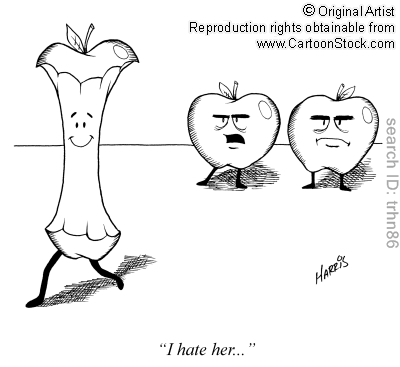 © Original Artist
Reproduction rights obtainable from
www.CartoonStock.com
search ID: trhn86
HARRIS
“I hate her...”